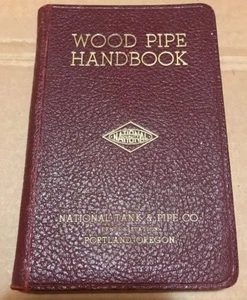 WOOD PIPE
HANDBOOK
NATIONAL
NATIONAL TANK & PIPE CO.
PORTLAND, OREGON